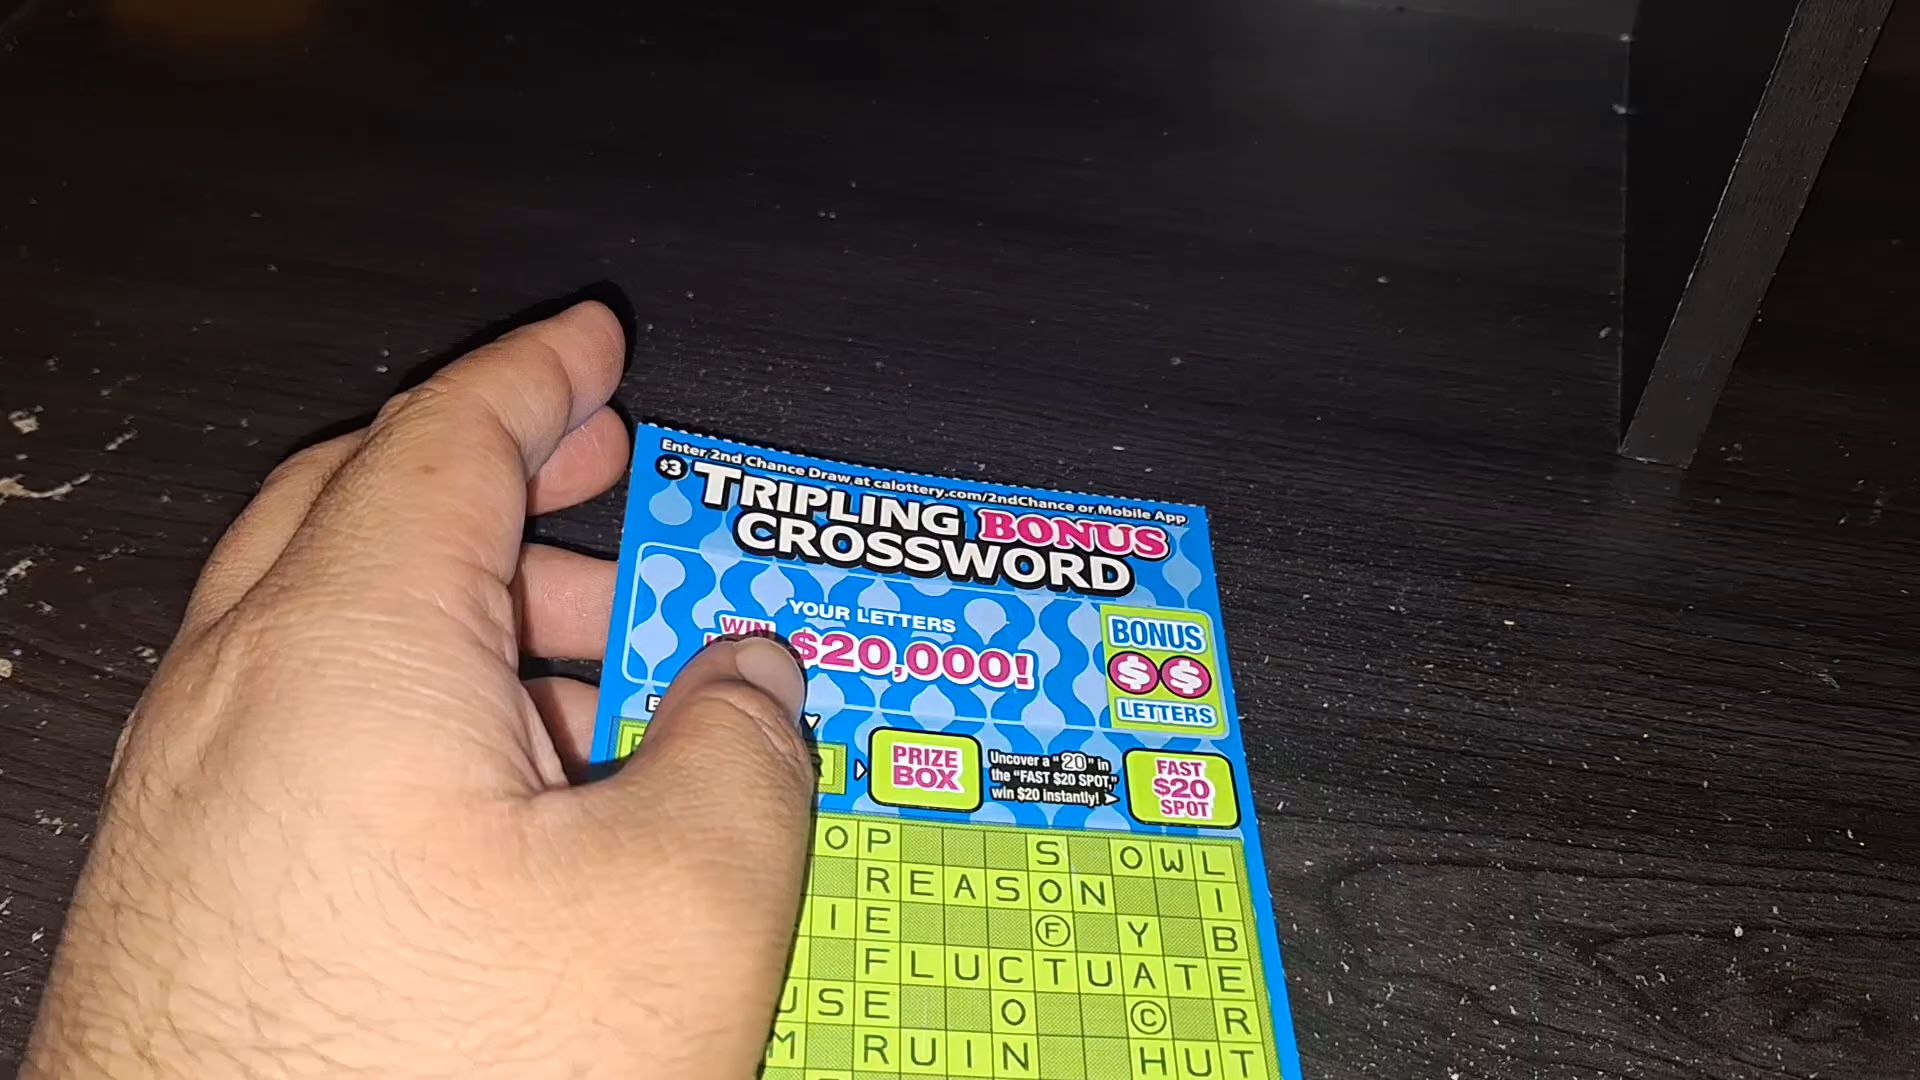 Enter 2nd Chance Draw at calottery.com/2ndChance or Mobile App
$3 TRIPLING BONUS
CROSSWORD
YOUR LETTERS
WIN
$20,000!
BONUS
$ $
LETTERS
PRIZE
BOX
Uncover a "20" in
the "FAST $20 SPOT,"
win $20 instantly!
FAST
$20
SPOT
O P S O W L
R E A S O N I
I E F Y B
F L U C T U A T E
U S E O C R
M R U I N H U T